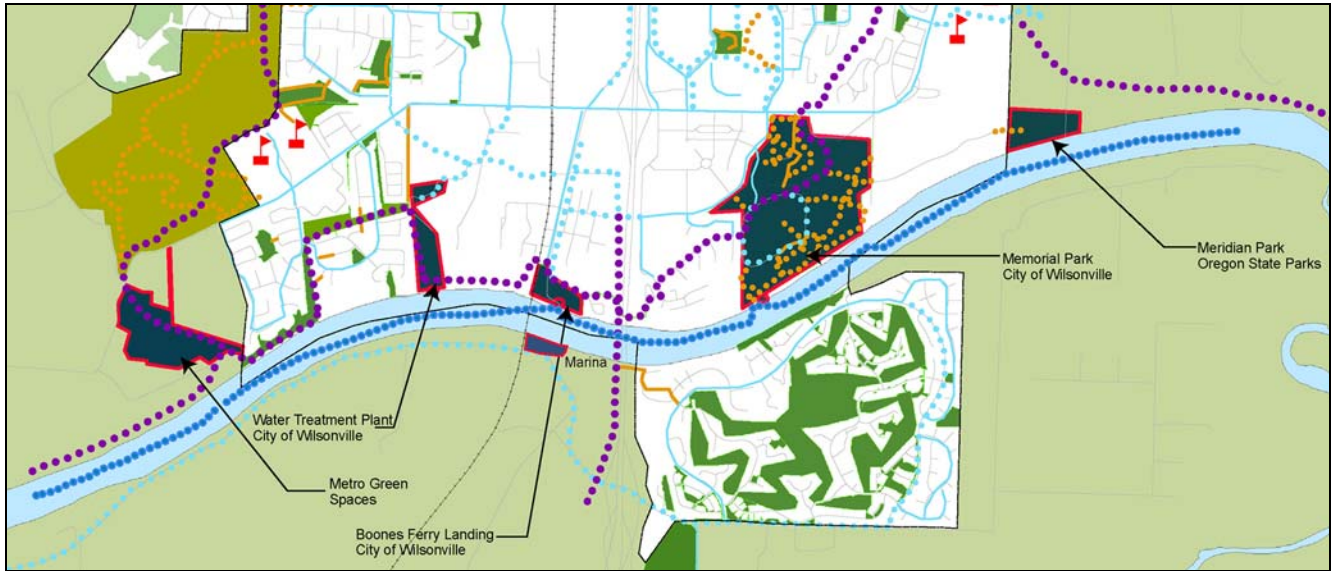 Meridian Park
Oregon State Parks
Memorial Park
City of Wilsonville
Marina
Water Treatment Plant
City of Wilsonville
Metro Green
Spaces
Boones Ferry Landing
City of Wilsonville